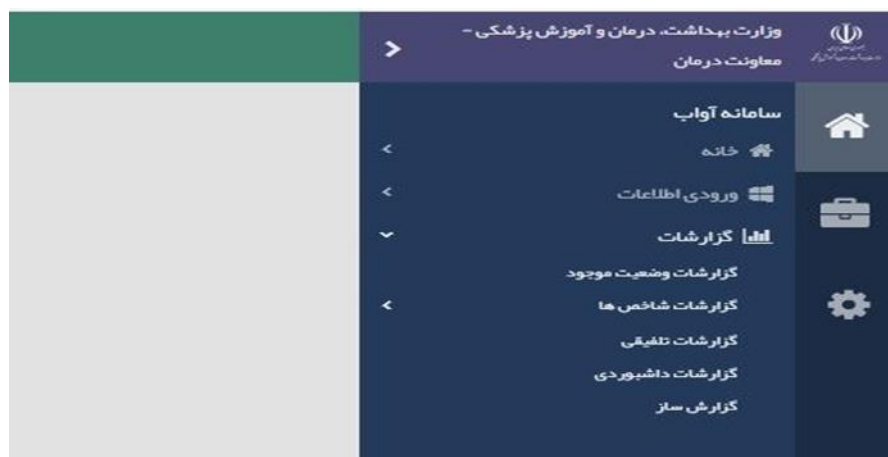 وزارت بهداشت، درمان و آموزش پزشکی -
معاونت درمان
سامانه آواب
خانه
ورودی اطلاعات
گزارشات
گزارشات وضعیت موجود
گزارشات شاخص ها
گزارشات تلفیقی
گزارشات داشبوردی
گزارش ساز